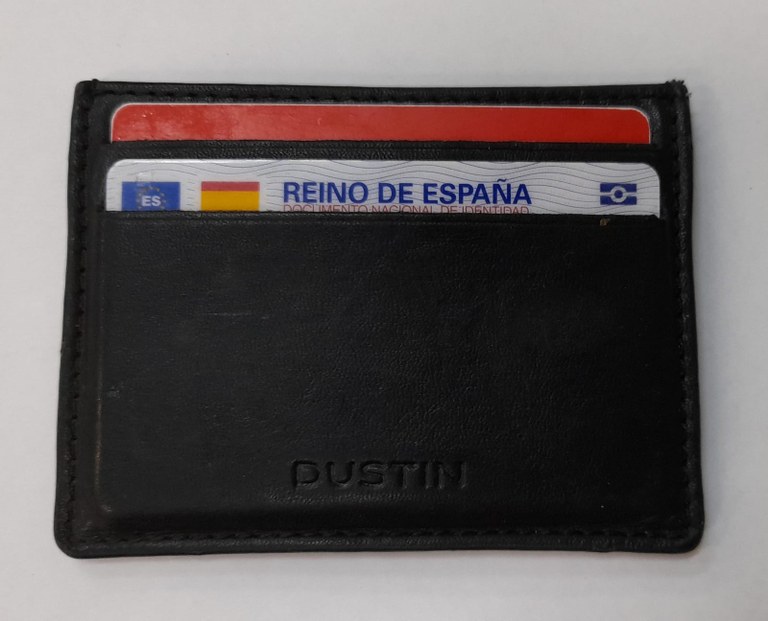 ES
REINO DE ESPAÑA
DOCUMENTO NACIONAL DE IDENTIDAD
DUSTIN